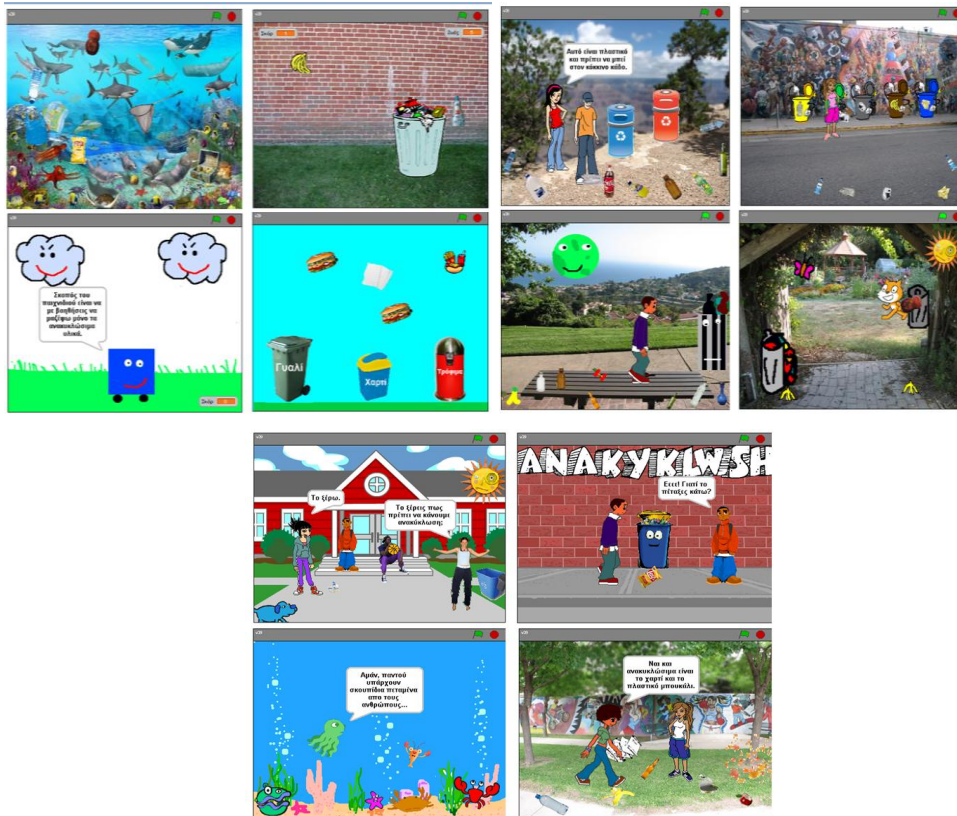 Αυτό είναι πλαστικό
και πρέπει να μπεί
στον κόκκινο κάδο.
Σκοπός του
παιχνιδιού είναι να
με βοηθήσεις να
μαζέψω μόνο τα
ανακυκλώσιμα
υλικά.
Γυαλί
Χαρτί
Τρόφιμα
Το ξέρω.
Το ξέρεις πως
πρέπει να κάνουμε
ανακύκλωση;
ANAKYKLWSH
Εεεε! Γιατί το
πέταξες κάτω?
Αμάν, παντού
υπάρχουν
σκουπίδια πεταμένα
απο τους
ανθρώπους...
Ναι και
ανακυκλώσιμα είναι
το χαρτί και το
πλαστικό μπουκάλι.